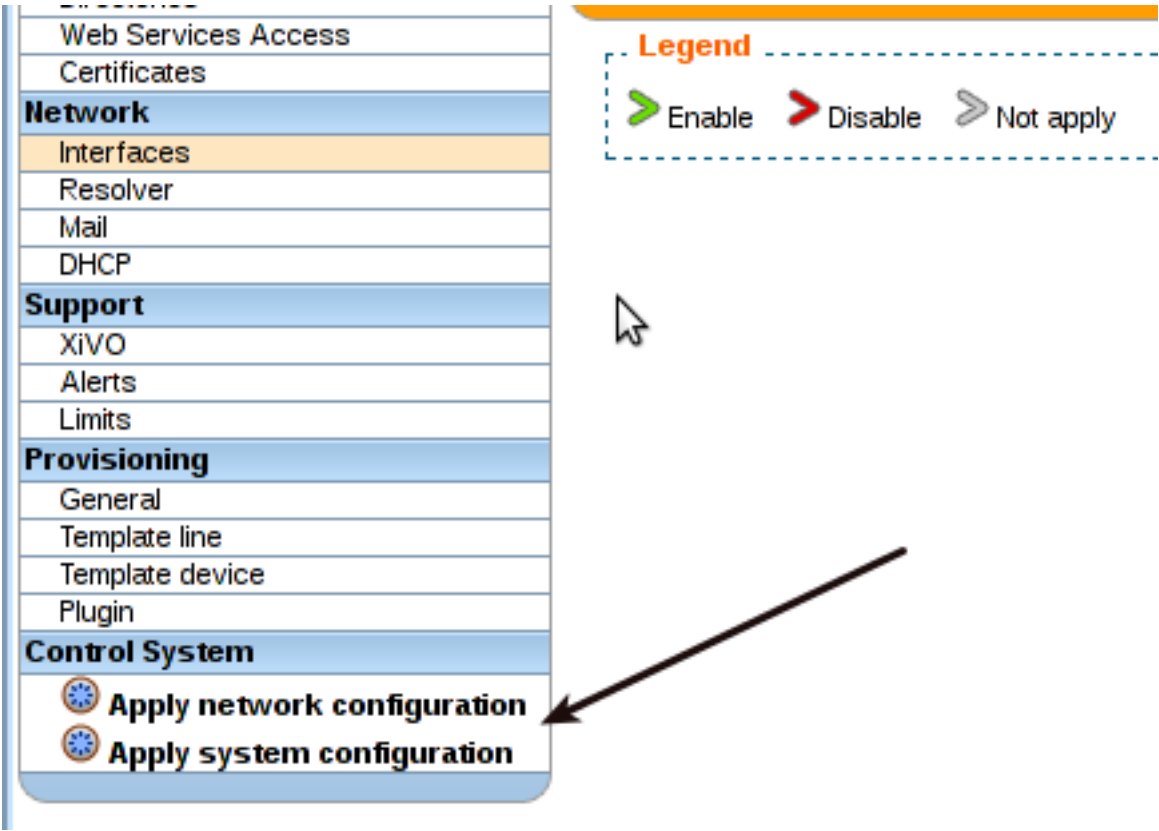 Web Services Access
Certificates
Network
Interfaces
Resolver
Mail
DHCP
Support
XiVO
Alerts
Limits
Provisioning
General
Template line
Template device
Plugin
Control System
Apply network configuration
Apply system configuration
Legend
Enable Disable Not apply